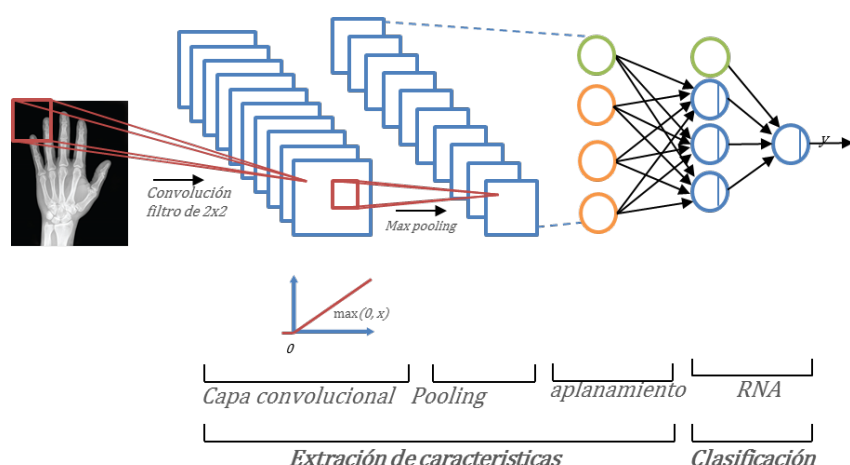 Convolución
filtro de 2x2
Max pooling
y
max(0, x)
0
Capa convolucional
Pooling
aplanamiento
RNA
Extración de caracteristicas
Clasificación